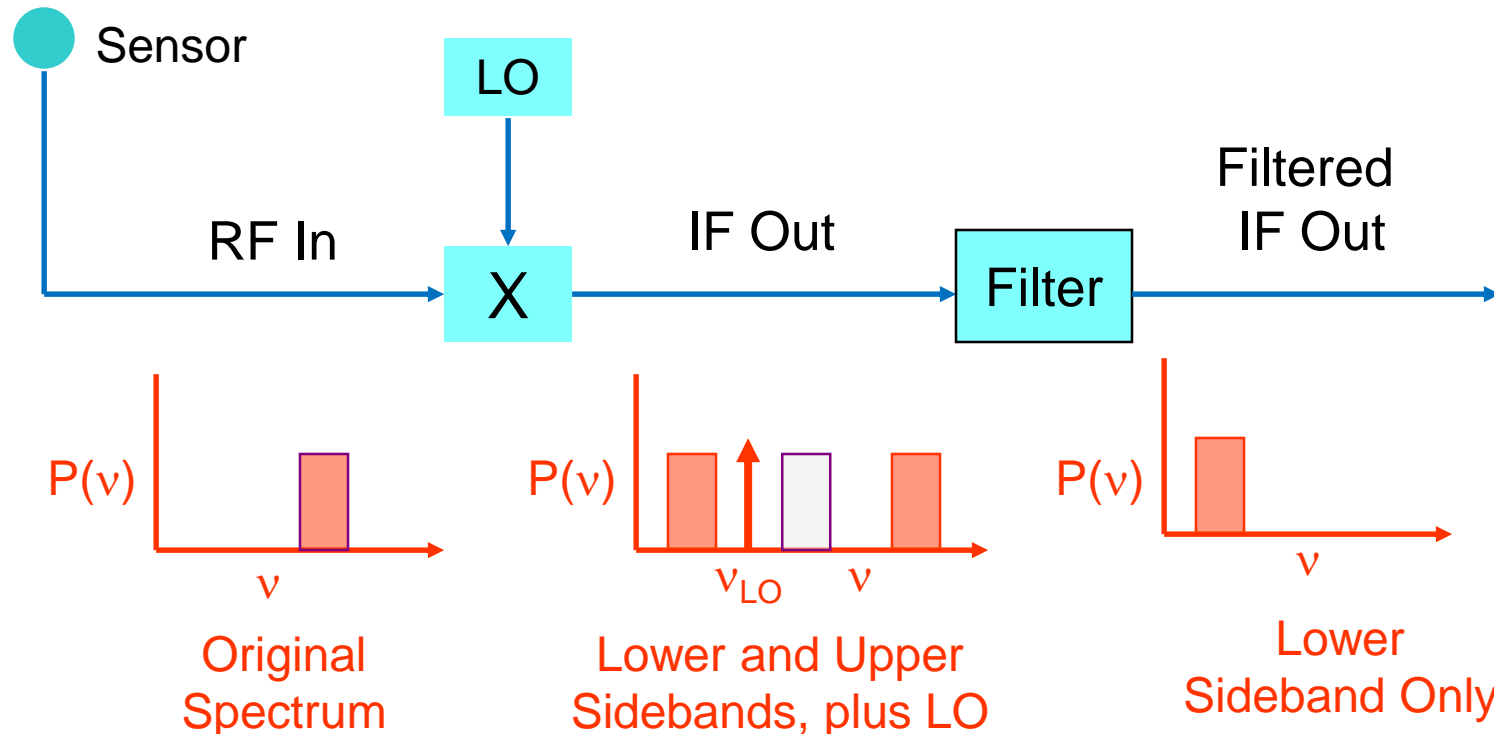 Sensor
LO
RF In
X
IF Out
Filter
Filtered
IF Out
P(ν)
ν
Original
Spectrum
P(ν)
νLO
ν
Lower and Upper
Sidebands, plus LO
P(ν)
ν
Lower
Sideband Only